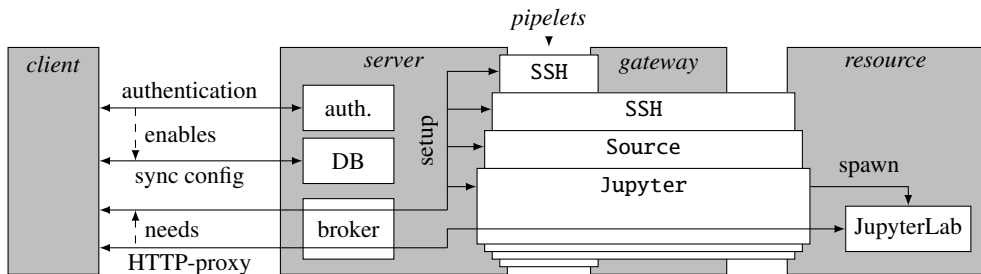 pipelets
client
server
gateway
resource
SSH
authentication
auth.
SSH
enables
setup
DB
Source
sync config
Jupyter
spawn
needs
broker
JupyterLab
HTTP-proxy